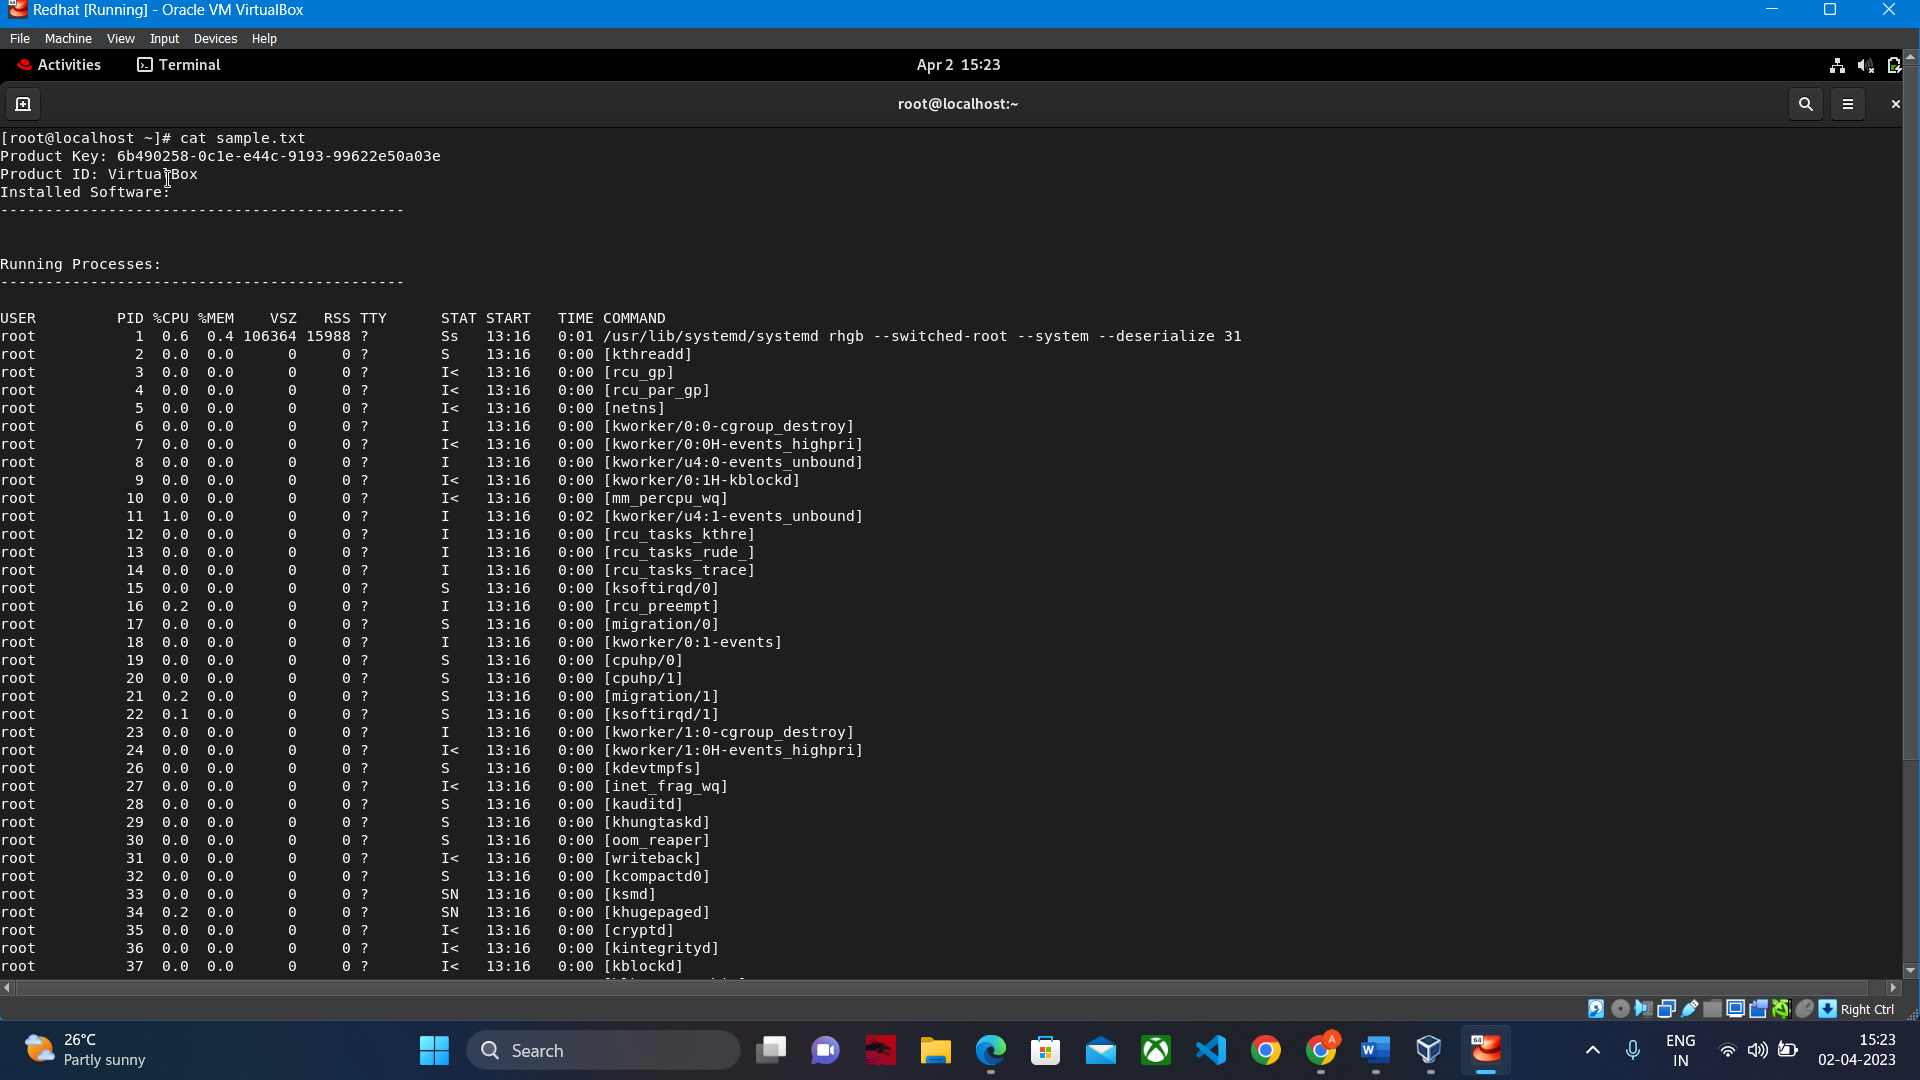 Redhat [Running] - Oracle VM VirtualBox
File Machine View Input Devices Help
Activities Terminal Apr 2 15:23
root@localhost:~
[root@localhost ~]# cat sample.txt
Product Key: 6b490258-0c1e-e44c-9193-99622e50a03e
Product ID: VirtualBox
Installed Software:
---------------------------------------------
Running Processes:
---------------------------------------------
USER         PID %CPU %MEM    VSZ   RSS TTY      STAT START   TIME COMMAND
root           1  0.6  0.4 106364 15988 ?        Ss   13:16   0:01 /usr/lib/systemd/systemd rhgb --switched-root --system --deserialize 31
root           2  0.0  0.0      0     0 ?        S    13:16   0:00 [kthreadd]
root           3  0.0  0.0      0     0 ?        I<   13:16   0:00 [rcu_gp]
root           4  0.0  0.0      0     0 ?        I<   13:16   0:00 [rcu_par_gp]
root           5  0.0  0.0      0     0 ?        I<   13:16   0:00 [netns]
root           6  0.0  0.0      0     0 ?        I    13:16   0:00 [kworker/0:0-cgroup_destroy]
root           7  0.0  0.0      0     0 ?        I<   13:16   0:00 [kworker/0:0H-events_highpri]
root           8  0.0  0.0      0     0 ?        I    13:16   0:00 [kworker/u4:0-events_unbound]
root           9  0.0  0.0      0     0 ?        I<   13:16   0:00 [kworker/0:1H-kblockd]
root          10  0.0  0.0      0     0 ?        I<   13:16   0:00 [mm_percpu_wq]
root          11  1.0  0.0      0     0 ?        I    13:16   0:02 [kworker/u4:1-events_unbound]
root          12  0.0  0.0      0     0 ?        I    13:16   0:00 [rcu_tasks_kthre]
root          13  0.0  0.0      0     0 ?        I    13:16   0:00 [rcu_tasks_rude_]
root          14  0.0  0.0      0     0 ?        I    13:16   0:00 [rcu_tasks_trace]
root          15  0.0  0.0      0     0 ?        S    13:16   0:00 [ksoftirqd/0]
root          16  0.2  0.0      0     0 ?        I    13:16   0:00 [rcu_preempt]
root          17  0.0  0.0      0     0 ?        S    13:16   0:00 [migration/0]
root          18  0.0  0.0      0     0 ?        I    13:16   0:00 [kworker/0:1-events]
root          19  0.0  0.0      0     0 ?        S    13:16   0:00 [cpuhp/0]
root          20  0.0  0.0      0     0 ?        S    13:16   0:00 [cpuhp/1]
root          21  0.2  0.0      0     0 ?        S    13:16   0:00 [migration/1]
root          22  0.1  0.0      0     0 ?        S    13:16   0:00 [ksoftirqd/1]
root          23  0.0  0.0      0     0 ?        I    13:16   0:00 [kworker/1:0-cgroup_destroy]
root          24  0.0  0.0      0     0 ?        I<   13:16   0:00 [kworker/1:0H-events_highpri]
root          26  0.0  0.0      0     0 ?        S    13:16   0:00 [kdevtmpfs]
root          27  0.0  0.0      0     0 ?        I<   13:16   0:00 [inet_frag_wq]
root          28  0.0  0.0      0     0 ?        S    13:16   0:00 [kauditd]
root          29  0.0  0.0      0     0 ?        S    13:16   0:00 [khungtaskd]
root          30  0.0  0.0      0     0 ?        S    13:16   0:00 [oom_reaper]
root          31  0.0  0.0      0     0 ?        I<   13:16   0:00 [writeback]
root          32  0.0  0.0      0     0 ?        S    13:16   0:00 [kcompactd0]
root          33  0.0  0.0      0     0 ?        SN   13:16   0:00 [ksmd]
root          34  0.2  0.0      0     0 ?        SN   13:16   0:00 [khugepaged]
root          35  0.0  0.0      0     0 ?        I<   13:16   0:00 [cryptd]
root          36  0.0  0.0      0     0 ?        I<   13:16   0:00 [kintegrityd]
root          37  0.0  0.0      0     0 ?        I<   13:16   0:00 [kblockd]
Right Ctrl
26°C
Partly sunny
Search
ENG
IN
15:23
02-04-2023